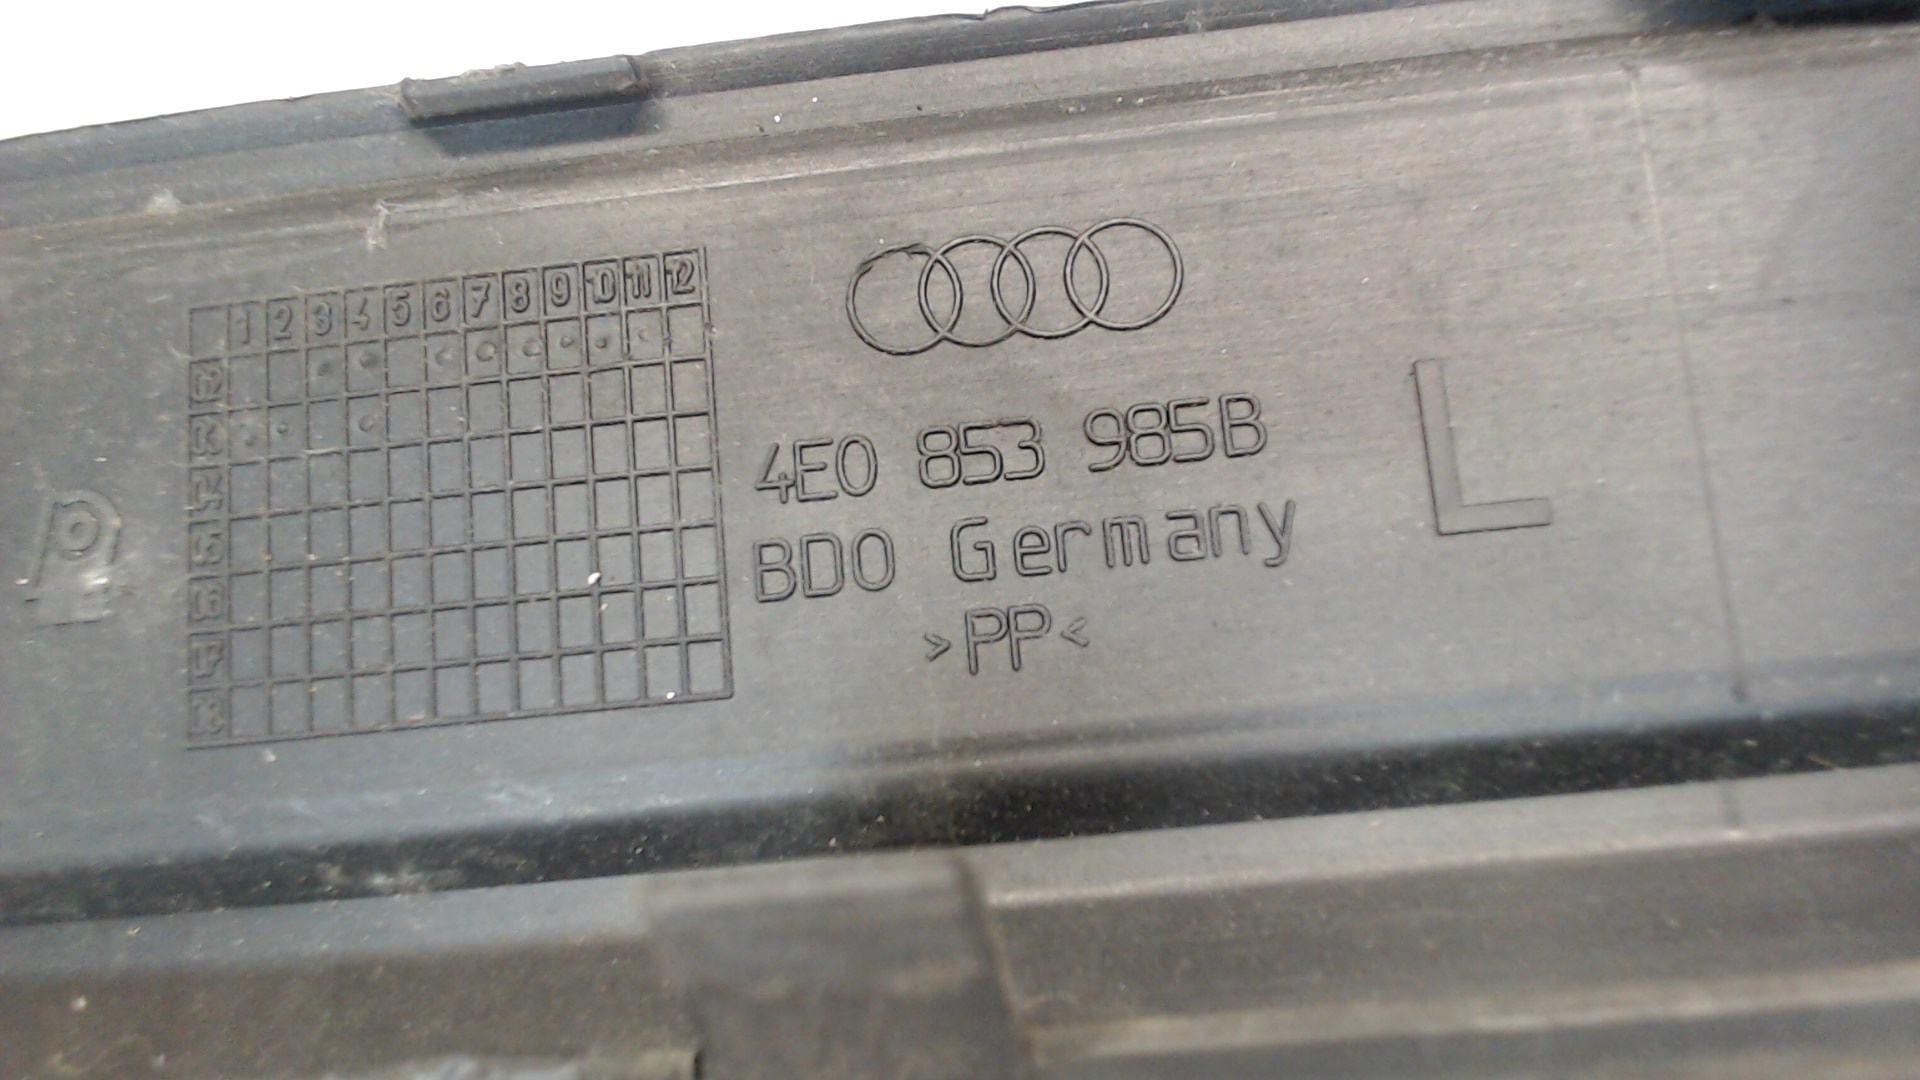 1 2 3 4 5 6 7 8 9 10 11 12
4E0 853 985B
BDO Germany
>PP<
L